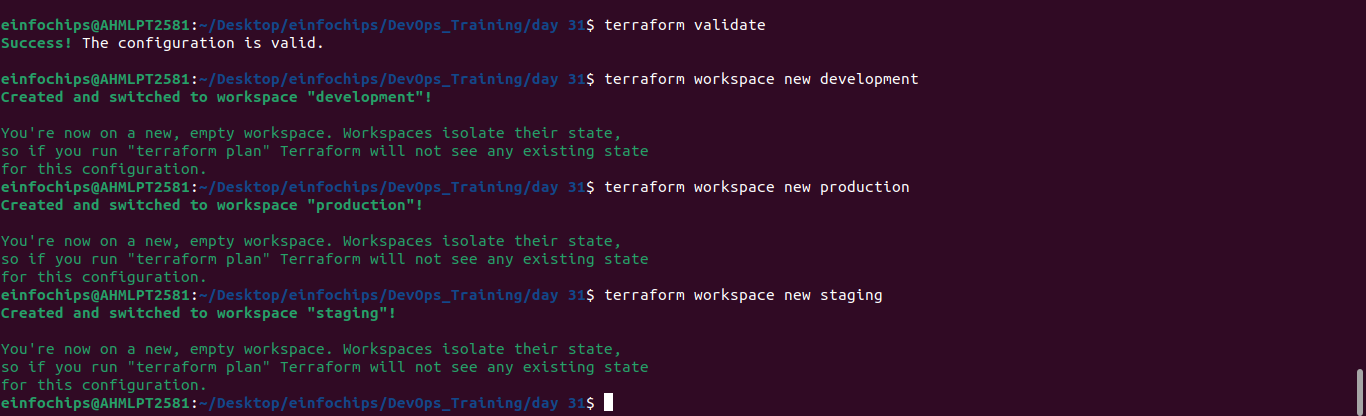 einfochips@AHMLPT2581:~/Desktop/einfochips/DevOps_Training/day 31$ terraform validate
Success! The configuration is valid.
einfochips@AHMLPT2581:~/Desktop/einfochips/DevOps_Training/day 31$ terraform workspace new development
Created and switched to workspace "development"!
You're now on a new, empty workspace. Workspaces isolate their state,
so if you run "terraform plan" Terraform will not see any existing state
for this configuration.
einfochips@AHMLPT2581:~/Desktop/einfochips/DevOps_Training/day 31$ terraform workspace new production
Created and switched to workspace "production"!
You're now on a new, empty workspace. Workspaces isolate their state,
so if you run "terraform plan" Terraform will not see any existing state
for this configuration.
einfochips@AHMLPT2581:~/Desktop/einfochips/DevOps_Training/day 31$ terraform workspace new staging
Created and switched to workspace "staging"!
You're now on a new, empty workspace. Workspaces isolate their state,
so if you run "terraform plan" Terraform will not see any existing state
for this configuration.
einfochips@AHMLPT2581:~/Desktop/einfochips/DevOps_Training/day 31$